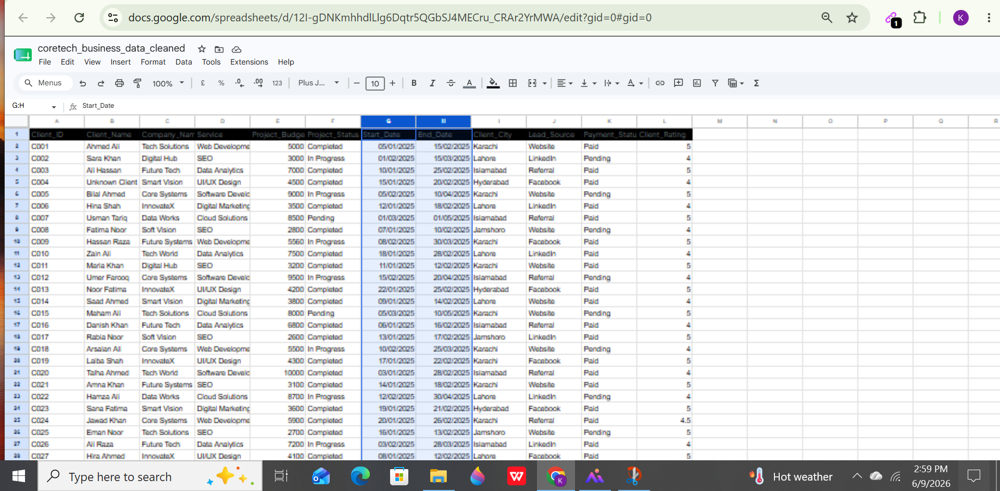 docs.google.com/spreadsheets/d/12I-gDNKmhhdlLlg6Dqtr5QGbSJ4MECru_CRAr2YrMWA/edit?gid=0#gid=0
1
K
coretech_business_data_cleaned
File Edit View Insert Format Data Tools Extensions Help
Menus 100% £ % .0 .00 123 Plus J... 10 B I A
G:H fx Start_Date
A B C D E F G H I J K L M N O P Q R
1 Client_ID Client_Name Company_Nam Service Project_Budge Project_Status Start_Date End_Date Client_City Lead_Source Payment_Statu Client_Rating
2 C001 Ahmed Ali Tech Solutions Web Developme 5000 Completed 05/01/2025 15/02/2025 Karachi Website Paid 5
3 C002 Sara Khan Digital Hub SEO 3000 In Progress 01/02/2025 15/03/2025 Lahore LinkedIn Pending 4
4 C003 Ali Hassan Future Tech Data Analytics 7000 Completed 10/01/2025 25/02/2025 Islamabad Referral Paid 5
5 C004 Unknown Client Smart Vision UI/UX Design 4500 Completed 15/01/2025 20/02/2025 Hyderabad Facebook Paid 4
6 C005 Bilal Ahmed Core Systems Software Develo 9000 In Progress 05/02/2025 10/04/2025 Karachi Website Pending 5
7 C006 Hina Shah InnovateX Digital Marketing 3500 Completed 12/01/2025 18/02/2025 Lahore LinkedIn Paid 4
8 C007 Usman Tariq Data Works Cloud Solutions 8500 Pending 01/03/2025 01/05/2025 Islamabad Referral Paid 5
9 C008 Fatima Noor Soft Vision SEO 2800 Completed 07/01/2025 10/02/2025 Jamshoro Website Pending 4
10 C009 Hassan Raza Future Systems Web Developme 5560 In Progress 08/02/2025 30/03/2025 Karachi Facebook Paid 5
11 C010 Zain Ali Tech World Data Analytics 7500 Completed 18/01/2025 28/02/2025 Lahore LinkedIn Paid 4
12 C011 Maria Khan Digital Hub SEO 3200 Completed 11/01/2025 12/02/2025 Karachi Website Paid 5
13 C012 Umer Farooq Core Systems Software Develo 9500 In Progress 15/02/2025 20/04/2025 Islamabad Referral Pending 4
14 C013 Noor Fatima InnovateX UI/UX Design 4200 Completed 22/01/2025 25/02/2025 Hyderabad Facebook Paid 5
15 C014 Saad Ahmed Smart Vision Digital Marketing 3800 Completed 09/01/2025 14/02/2025 Lahore Website Paid 4
16 C015 Maham Ali Tech Solutions Cloud Solutions 8000 Pending 05/03/2025 10/05/2025 Karachi Website Pending 5
17 C016 Danish Khan Future Tech Data Analytics 6800 Completed 06/01/2025 16/02/2025 Islamabad Referral Paid 4
18 C017 Rabia Noor Soft Vision SEO 2600 Completed 13/01/2025 17/02/2025 Jamshoro LinkedIn Paid 5
19 C018 Arsalan Ali Core Systems Web Developme 5500 In Progress 10/02/2025 25/03/2025 Karachi Website Pending 4
20 C019 Laiba Shah InnovateX UI/UX Design 4300 Completed 17/01/2025 22/02/2025 Karachi Facebook Paid 5
21 C020 Talha Ahmed Tech World Software Develo 10000 Completed 03/01/2025 28/02/2025 Islamabad Referral Paid 4
22 C021 Amna Khan Future Systems SEO 3100 Completed 14/01/2025 18/02/2025 Karachi Website Paid 5
23 C022 Hamza Ali Data Works Cloud Solutions 8700 In Progress 12/02/2025 30/04/2025 Lahore LinkedIn Pending 4
24 C023 Sana Fatima Smart Vision Digital Marketing 3600 Completed 19/01/2025 21/02/2025 Hyderabad Facebook Paid 5
25 C024 Jawad Khan Core Systems Web Developme 5900 Completed 20/01/2025 26/02/2025 Karachi Referral Paid 4.5
26 C025 Eman Noor Tech Solutions SEO 2700 Completed 16/01/2025 13/02/2025 Jamshoro Website Pending 5
27 C026 Ali Raza Future Tech Data Analytics 7200 In Progress 03/02/2025 28/03/2025 Islamabad LinkedIn Paid 4
28 C027 Hira Ahmed InnovateX UI/UX Design 4100 Completed 08/01/2025 12/02/2025 Lahore Facebook Paid 5
Type here to search
Hot weather
2:59 PM
6/9/2026